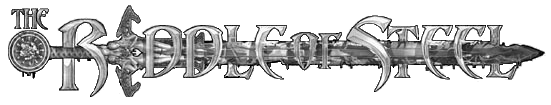 THE RIDDLE OF STEEL